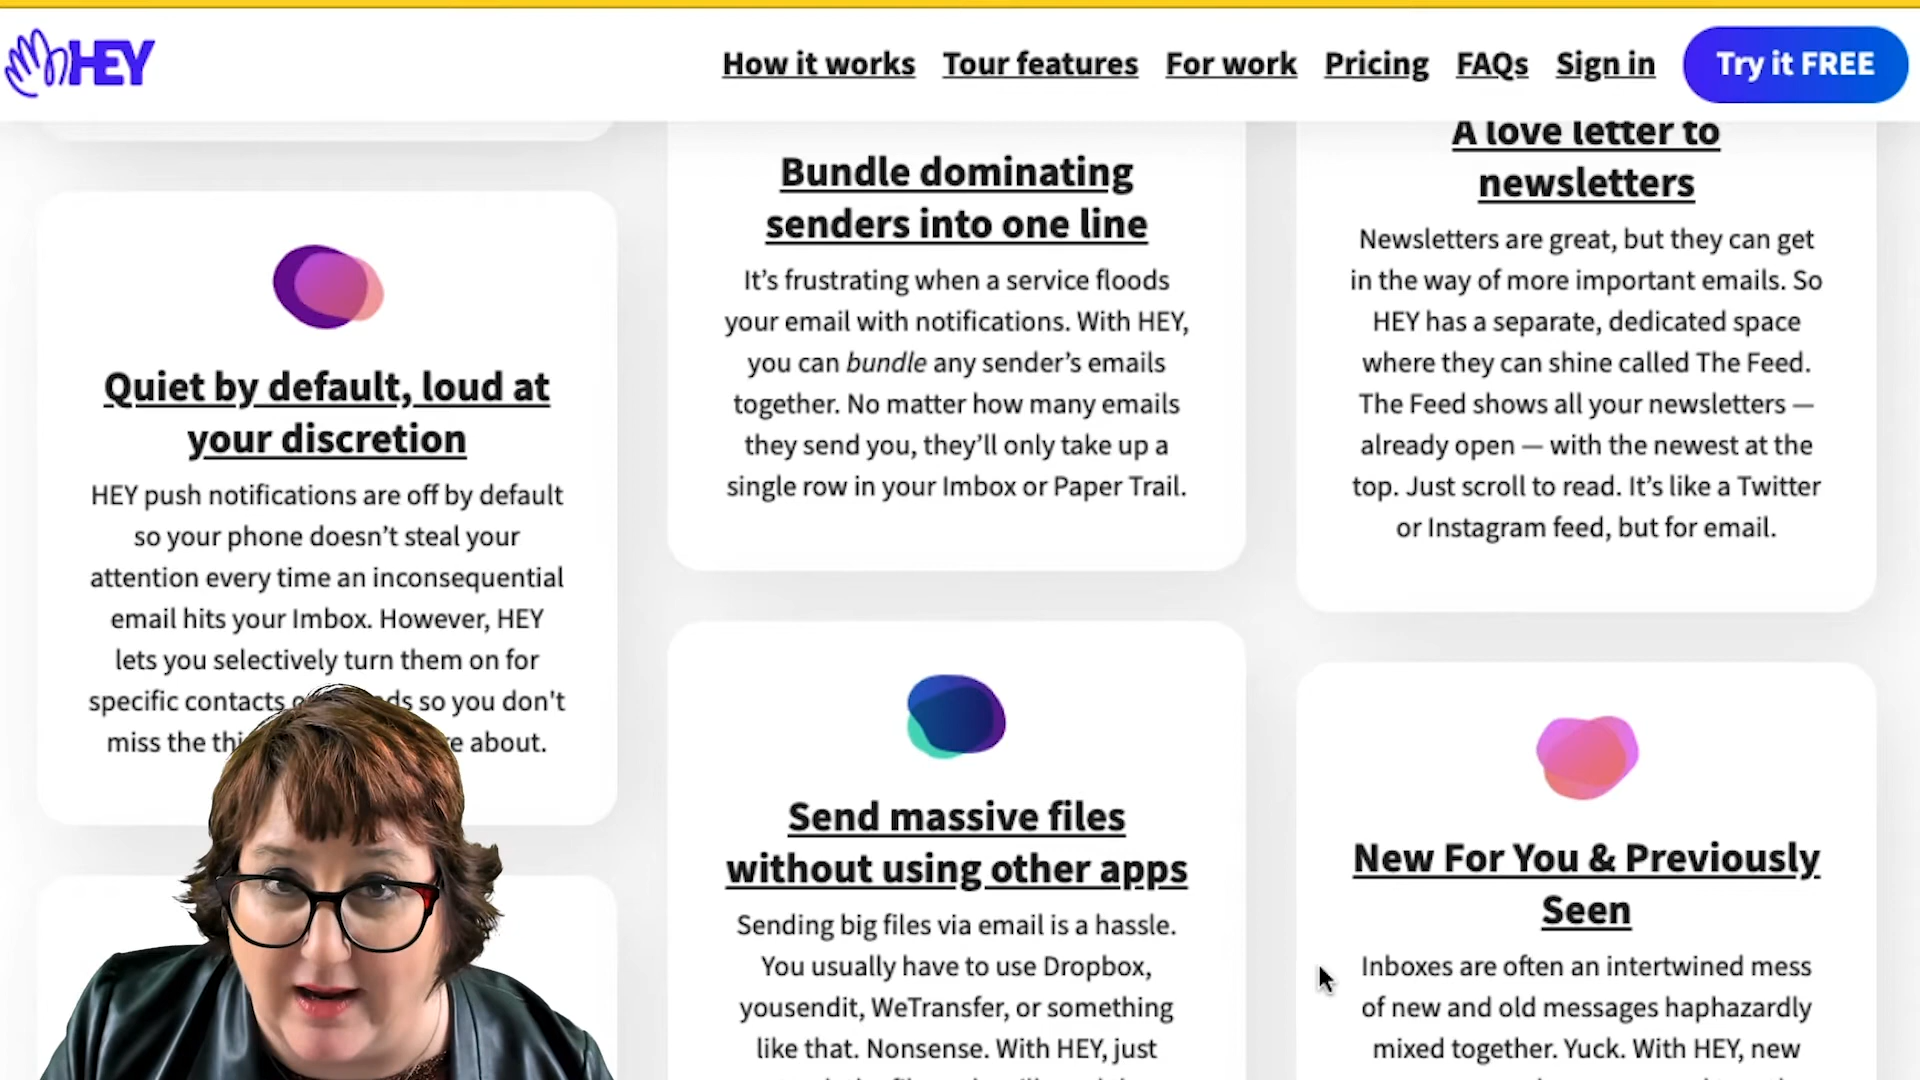 HEY
How it works
Tour features
For work
Pricing
FAQs
Sign in
Try it FREE
Quiet by default, loud at
your discretion
HEY push notifications are off by default
so your phone doesn’t steal your
attention every time an inconsequential
email hits your Imbox. However, HEY
lets you selectively turn them on for
specific contacts so you don't
miss the about.
Bundle dominating
senders into one line
It’s frustrating when a service floods
your email with notifications. With HEY,
you can bundle any sender’s emails
together. No matter how many emails
they send you, they’ll only take up a
single row in your Imbox or Paper Trail.
Send massive files
without using other apps
Sending big files via email is a hassle.
You usually have to use Dropbox,
yousendit, WeTransfer, or something
like that. Nonsense. With HEY, just
A love letter to
newsletters
Newsletters are great, but they can get
in the way of more important emails. So
HEY has a separate, dedicated space
where they can shine called The Feed.
The Feed shows all your newsletters —
already open — with the newest at the
top. Just scroll to read. It’s like a Twitter
or Instagram feed, but for email.
New For You & Previously
Seen
Inboxes are often an intertwined mess
of new and old messages haphazardly
mixed together. Yuck. With HEY, new